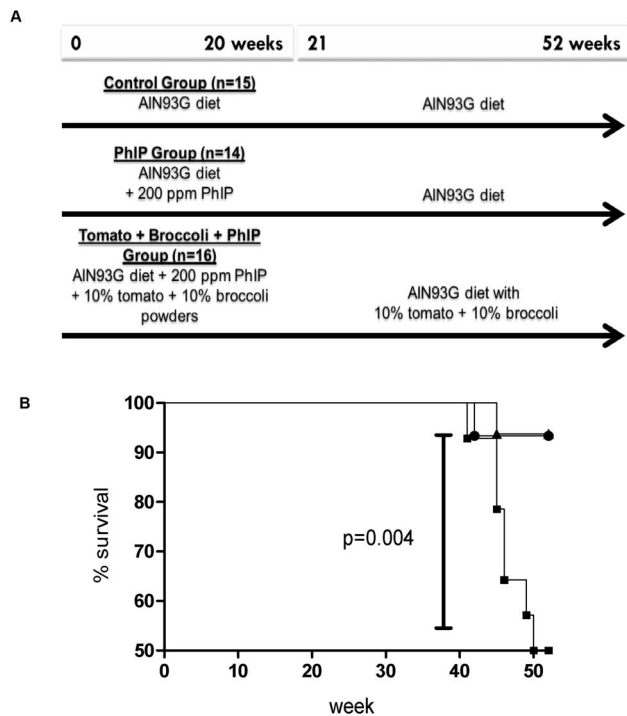 A
0 20 weeks 21 52 weeks
Control Group (n=15)
AIN93G diet AIN93G diet
PhIP Group (n=14)
AIN93G diet
+ 200 ppm PhIP AIN93G diet
Tomato + Broccoli + PhIP
Group (n=16)
AIN93G diet + 200 ppm PhIP
+ 10% tomato + 10% broccoli
powders
AIN93G diet with
10% tomato + 10% broccoli
B
% survival
100
90
80
70
60
50
p=0.004
0 10 20 30 40 50
week